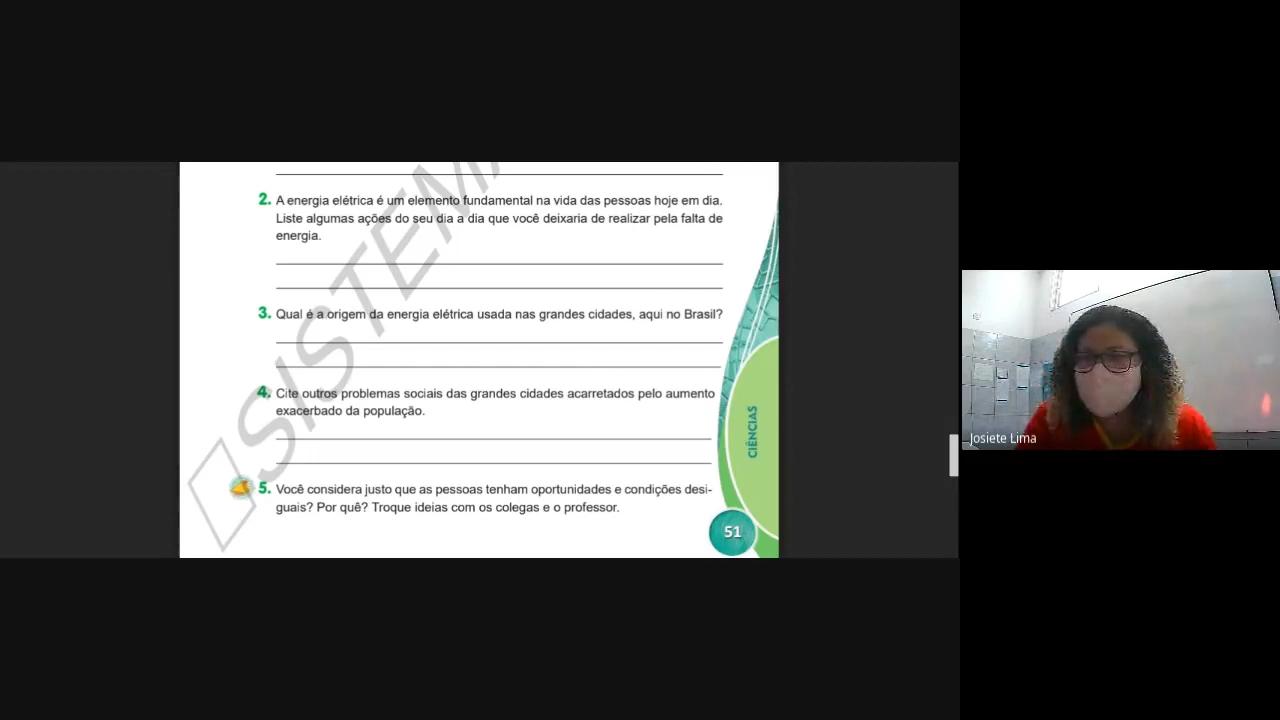 SISTEM
2. A energia elétrica é um elemento fundamental na vida das pessoas hoje em dia.
Liste algumas ações do seu dia a dia que você deixaria de realizar pela falta de
energia.
3. Qual é a origem da energia elétrica usada nas grandes cidades, aqui no Brasil?
4. Cite outros problemas sociais das grandes cidades acarretados pelo aumento
exacerbado da população.
5. Você considera justo que as pessoas tenham oportunidades e condições desi-
guais? Por quê? Troque ideias com os colegas e o professor.
CIÊNCIAS
51
Josiete Lima